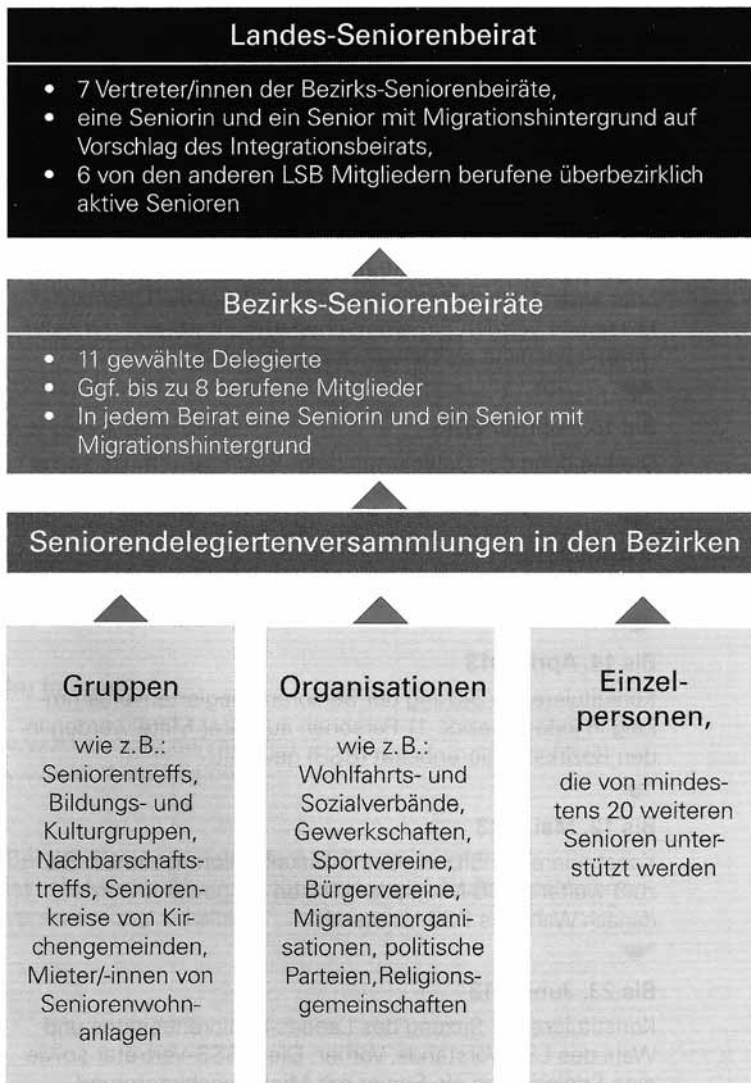 Landes-Seniorenbeirat
• 7 Vertreter/innen der Bezirks-Seniorenbeiräte,
• eine Seniorin und ein Senior mit Migrationshintergrund auf
Vorschlag des Integrationsbeirats,
• 6 von den anderen LSB Mitgliedern berufene überbezirklich
aktive Senioren
Bezirks-Seniorenbeiräte
• 11 gewählte Delegierte
• Ggf. bis zu 8 berufene Mitglieder
• In jedem Beirat eine Seniorin und ein Senior mit
Migrationshintergrund
Seniorendelegiertenversammlungen in den Bezirken
Gruppen
wie z.B.:
Seniorentreffs,
Bildungs- und
Kulturgruppen,
Nachbarschafts-
treffs, Senioren-
kreise von Kir-
chengemeinden,
Mieter/-innen von
Seniorenwohn-
anlagen
Organisationen
wie z.B.:
Wohlfahrts- und
Sozialverbände,
Gewerkschaften,
Sportvereine,
Bürgervereine,
Migrantenorgani-
sationen, politische
Parteien,Religions-
gemeinschaften
Einzel-
personen,
die von mindes-
tens 20 weiteren
Senioren unter-
stützt werden